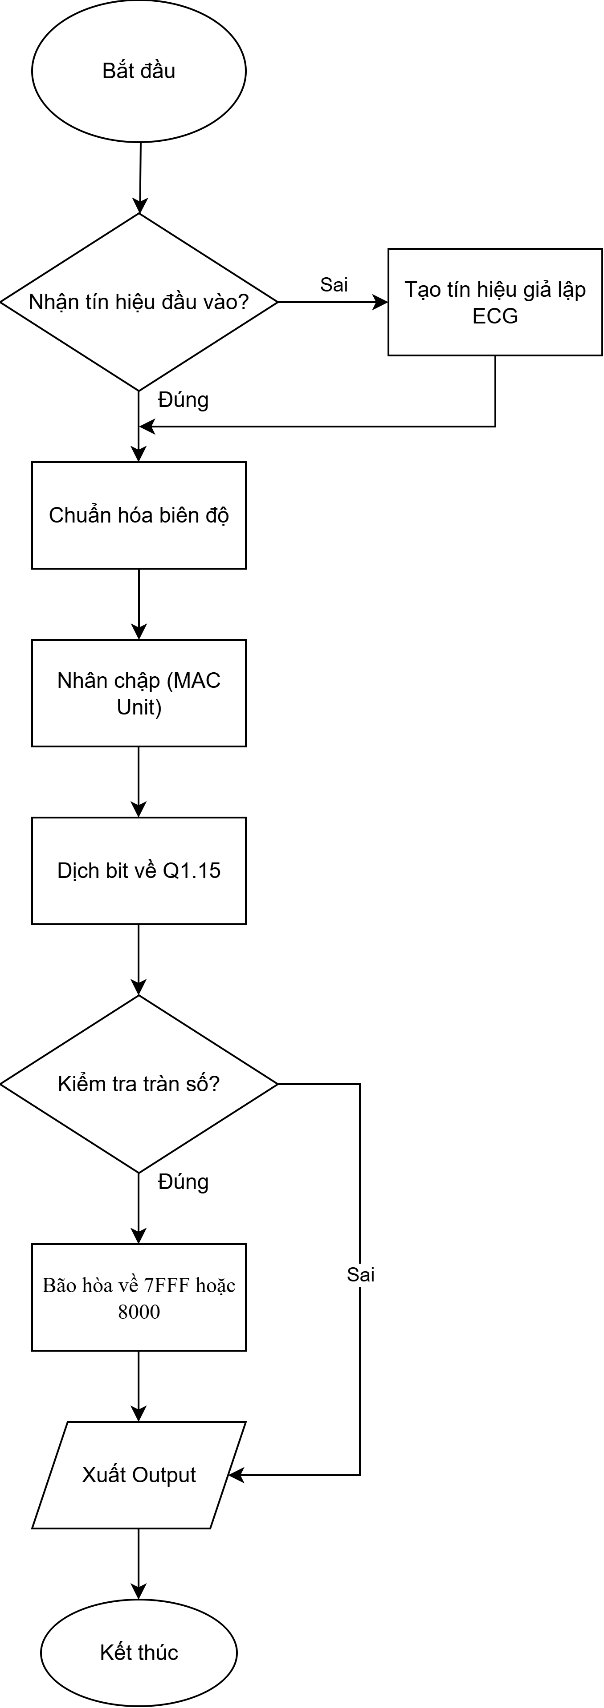 Bắt đầu
Nhận tín hiệu đầu vào?
Sai
Tạo tín hiệu giả lập
ECG
Đúng
Chuẩn hóa biên độ
Nhân chập (MAC
Unit)
Dịch bit về Q1.15
Kiểm tra tràn số?
Đúng
Bão hòa về 7FFF hoặc
8000
Sai
Xuất Output
Kết thúc